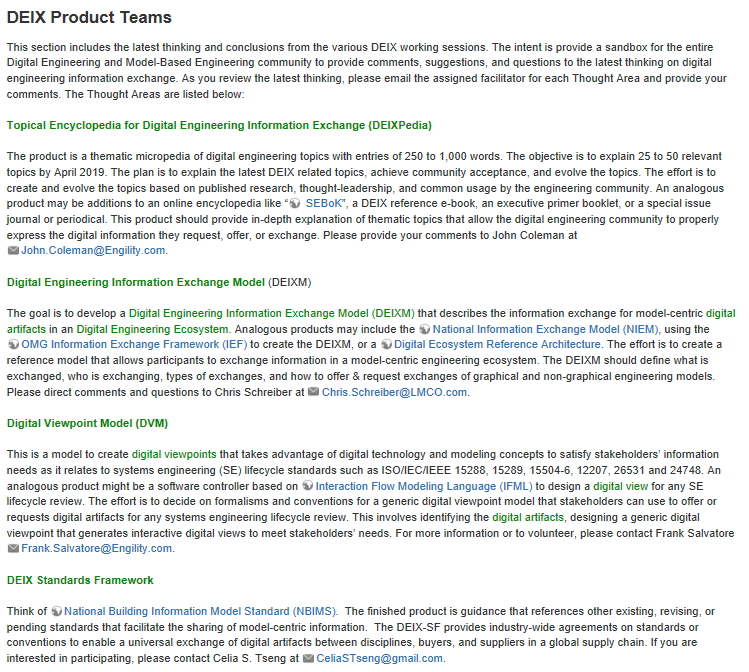 DEIX Product Teams
This section includes the latest thinking and conclusions from the various DEIX working sessions. The intent is provide a sandbox for the entire
Digital Engineering and Model-Based Engineering community to provide comments, suggestions, and questions to the latest thinking on digital
engineering information exchange. As you review the latest thinking, please email the assigned facilitator for each Thought Area and provide your
comments. The Thought Areas are listed below:
Topical Encyclopedia for Digital Engineering Information Exchange (DEIXPedia)
The product is a thematic micropedia of digital engineering topics with entries of 250 to 1,000 words. The objective is to explain 25 to 50 relevant
topics by April 2019. The plan is to explain the latest DEIX related topics, achieve community acceptance, and evolve the topics. The effort is to
create and evolve the topics based on published research, thought-leadership, and common usage by the engineering community. An analogous
product may be additions to an online encyclopedia like “ SEBoK”, a DEIX reference e-book, an executive primer booklet, or a special issue
journal or periodical. This product should provide in-depth explanation of thematic topics that allow the digital engineering community to properly
express the digital information they request, offer, or exchange. Please provide your comments to John Coleman at
John.Coleman@Engility.com.
Digital Engineering Information Exchange Model (DEIXM)
The goal is to develop a Digital Engineering Information Exchange Model (DEIXM) that describes the information exchange for model-centric digital
artifacts in an Digital Engineering Ecosystem. Analogous products may include the National Information Exchange Model (NIEM), using the
OMG Information Exchange Framework (IEF) to create the DEIXM, or a Digital Ecosystem Reference Architecture. The effort is to create a
reference model that allows participants to exchange information in a model-centric engineering ecosystem. The DEIXM should define what is
exchanged, who is exchanging, types of exchanges, and how to offer & request exchanges of graphical and non-graphical engineering models.
Please direct comments and questions to Chris Schreiber at Chris.Schreiber@LMCO.com.
Digital Viewpoint Model (DVM)
This is a model to create digital viewpoints that takes advantage of digital technology and modeling concepts to satisfy stakeholders’ information
needs as it relates to systems engineering (SE) lifecycle standards such as ISO/IEC/IEEE 15288, 15289, 15504-6, 12207, 26531 and 24748. An
analogous product might be a software controller based on Interaction Flow Modeling Language (IFML) to design a digital view for any SE
lifecycle review. The effort is to decide on formalisms and conventions for a generic digital viewpoint model that stakeholders can use to offer or
requests digital artifacts for any systems engineering lifecycle review. This involves identifying the digital artifacts, designing a generic digital
viewpoint that generates interactive digital views to meet stakeholders’ needs. For more information or to volunteer, please contact Frank Salvatore
Frank.Salvatore@Engility.com.
DEIX Standards Framework
Think of National Building Information Model Standard (NBIMS). The finished product is guidance that references other existing, revising, or
pending standards that facilitate the sharing of model-centric information. The DEIX-SF provides industry-wide agreements on standards or
conventions to enable a universal exchange of digital artifacts between disciplines, buyers, and suppliers in a global supply chain. If you are
interested in participating, please contact Celia S. Tseng at CeliaSTseng@gmail.com.